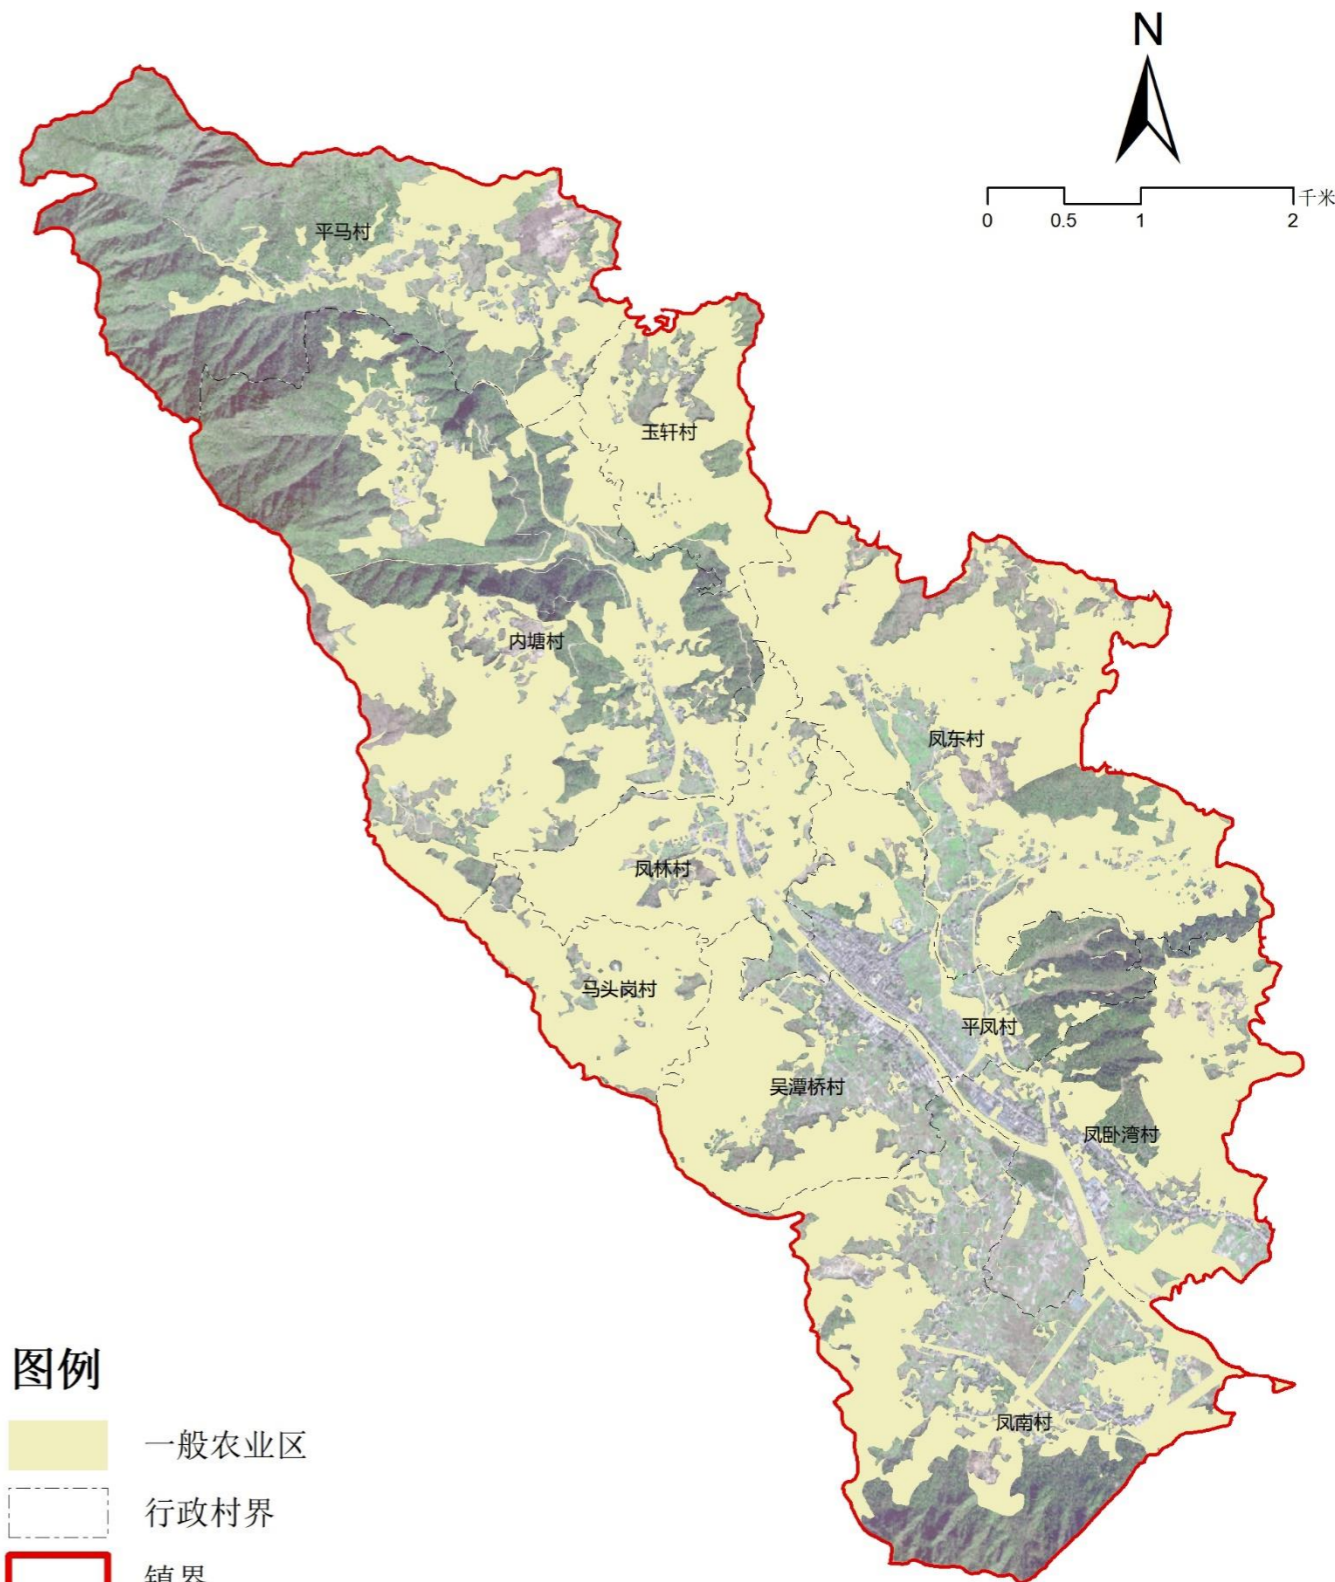 N
千米
0 0.5 1 2
平马村
玉轩村
内塘村
凤东村
凤林村
马头岗村
平凤村
吴潭桥村
凤卧湾村
凤南村
图例
一般农业区
行政村界
镇界